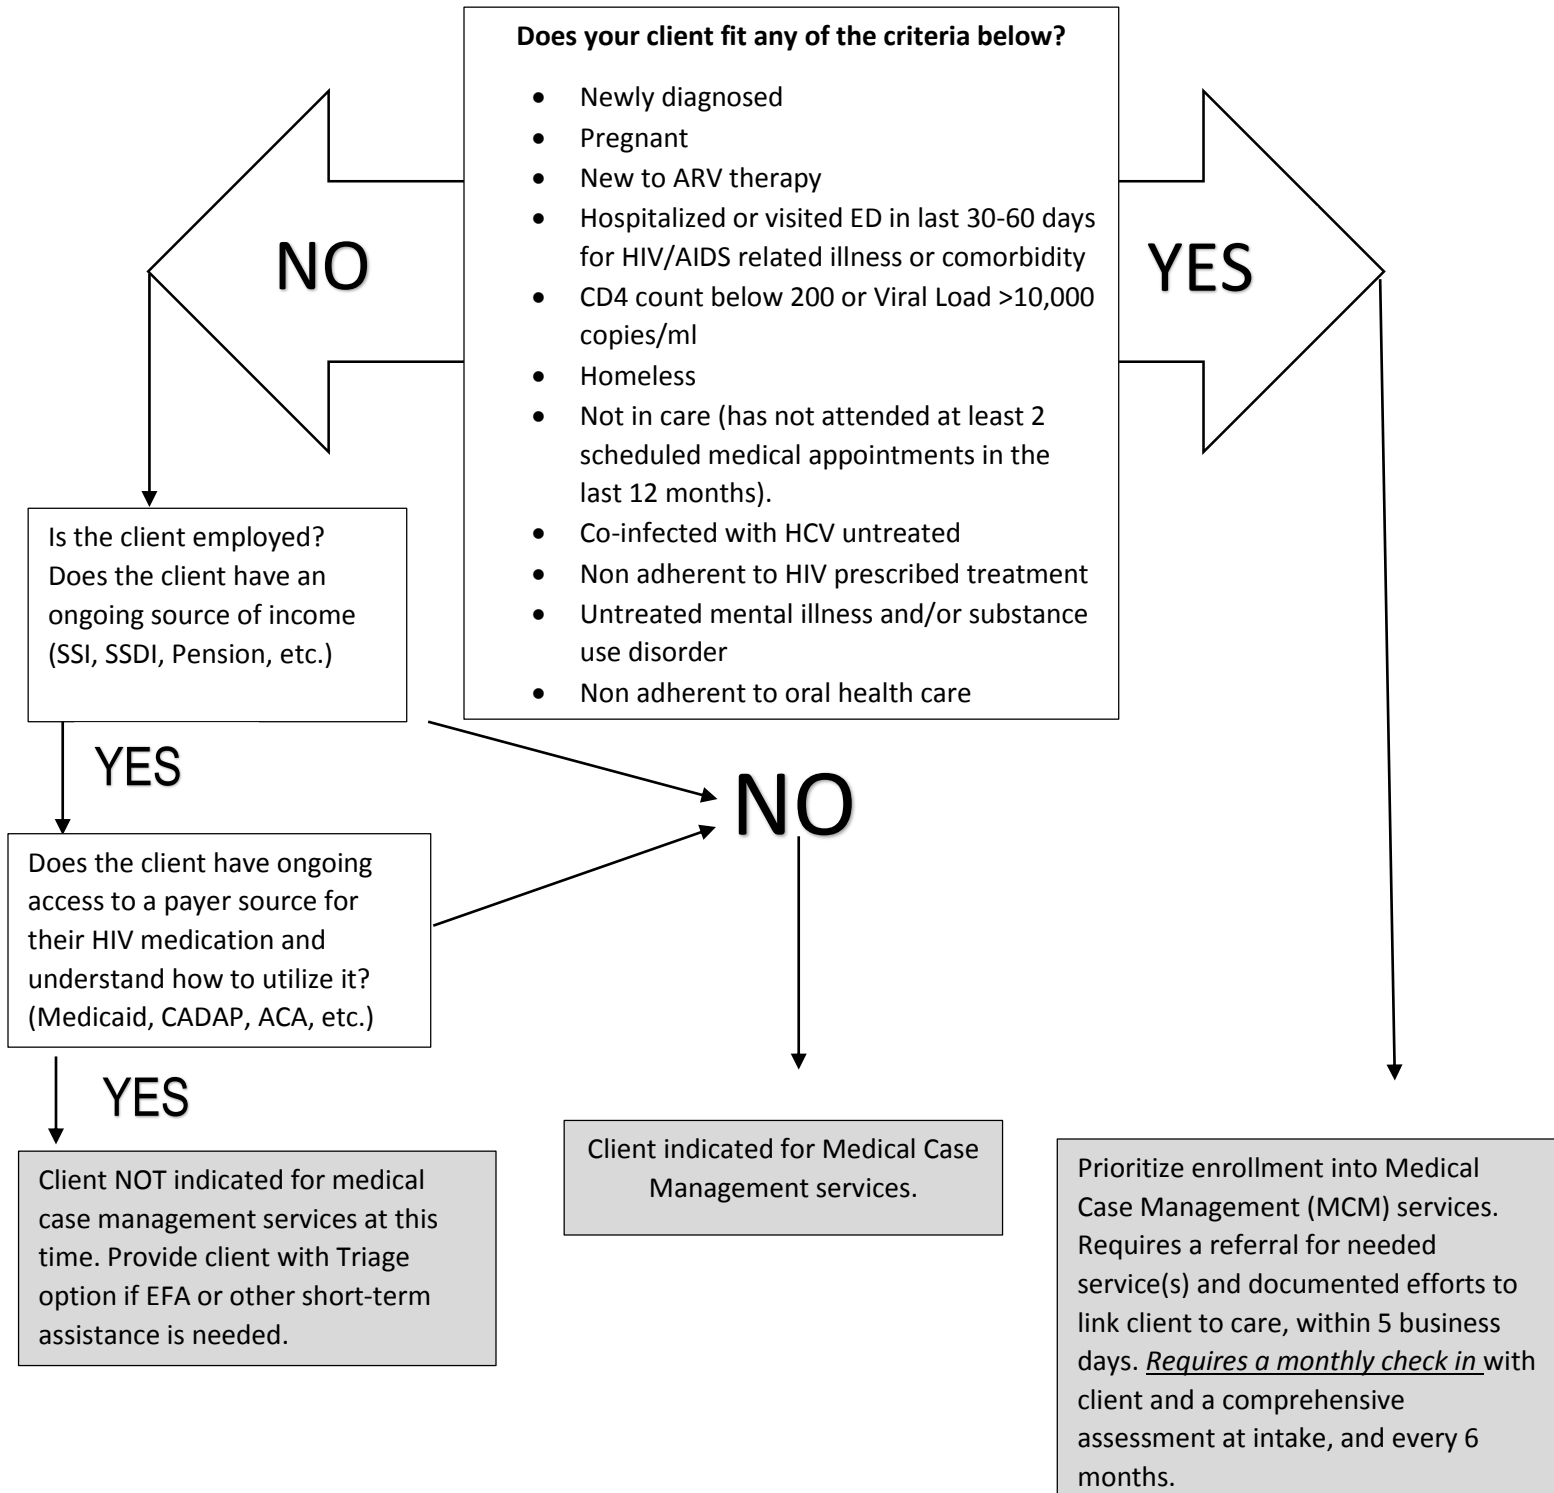 Does your client fit any of the criteria below?
• Newly diagnosed
• Pregnant
• New to ARV therapy
• Hospitalized or visited ED in last 30-60 days
for HIV/AIDS related illness or comorbidity
• CD4 count below 200 or Viral Load >10,000
copies/ml
• Homeless
• Not in care (has not attended at least 2
scheduled medical appointments in the
last 12 months).
• Co-infected with HCV untreated
• Non adherent to HIV prescribed treatment
• Untreated mental illness and/or substance
use disorder
• Non adherent to oral health care
NO
YES
Is the client employed?
Does the client have an
ongoing source of income
(SSI, SSDI, Pension, etc.)
YES
NO
Does the client have ongoing
access to a payer source for
their HIV medication and
understand how to utilize it?
(Medicaid, CADAP, ACA, etc.)
YES
Client NOT indicated for medical
case management services at this
time. Provide client with Triage
option if EFA or other short-term
assistance is needed.
Client indicated for Medical Case
Management services.
Prioritize enrollment into Medical
Case Management (MCM) services.
Requires a referral for needed
service(s) and documented efforts to
link client to care, within 5 business
days. Requires a monthly check in with
client and a comprehensive
assessment at intake, and every 6
months.